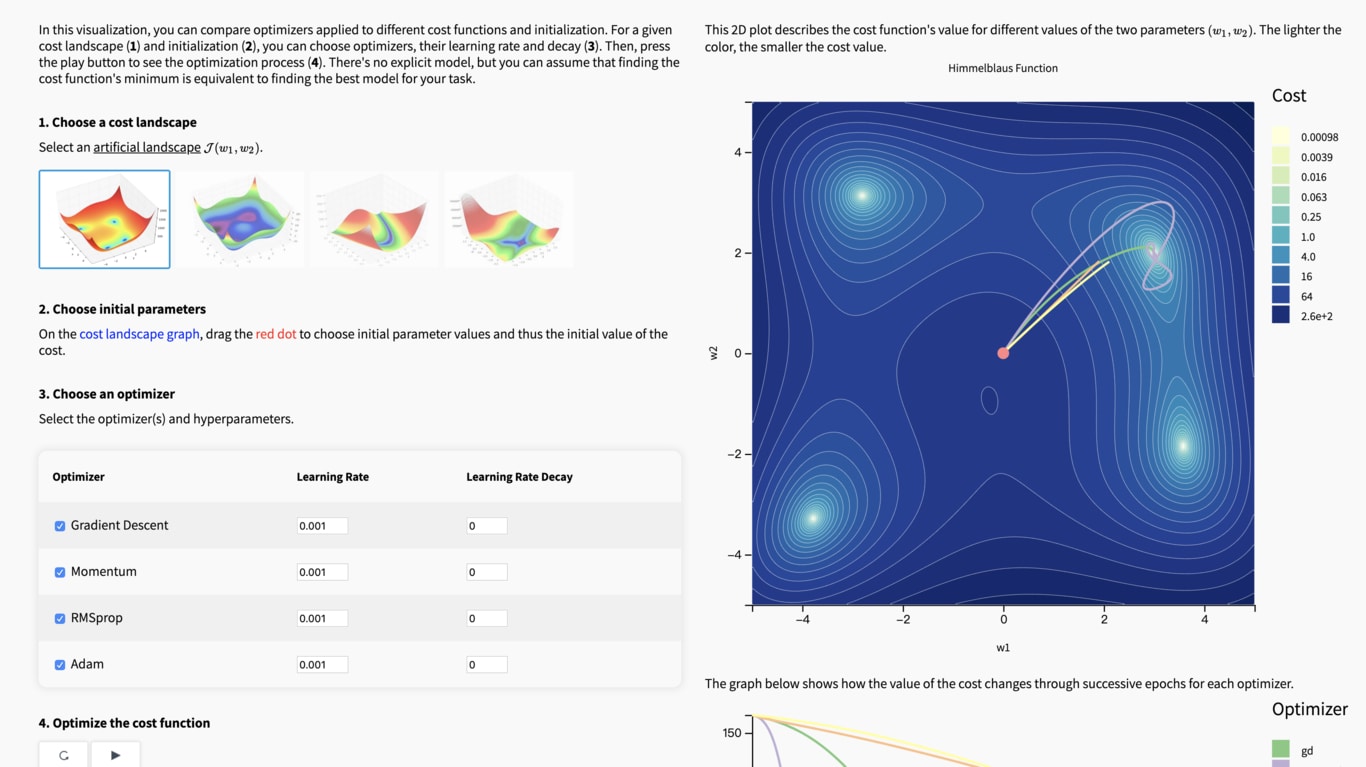 In this visualization, you can compare optimizers applied to different cost functions and initialization. For a given
cost landscape (1) and initialization (2), you can choose optimizers, their learning rate and decay (3). Then, press
the play button to see the optimization process (4). There's no explicit model, but you can assume that finding the
cost function's minimum is equivalent to finding the best model for your task.
1. Choose a cost landscape
Select an artificial landscape 𝒥(w₁, w₂).
2. Choose initial parameters
On the cost landscape graph, drag the red dot to choose initial parameter values and thus the initial value of the
cost.
3. Choose an optimizer
Select the optimizer(s) and hyperparameters.
Optimizer Learning Rate Learning Rate Decay
Gradient Descent 0.001 0
Momentum 0.001 0
RMSprop 0.001 0
Adam 0.001 0
4. Optimize the cost function
This 2D plot describes the cost function's value for different values of the two parameters (w₁, w₂). The lighter the
color, the smaller the cost value.
Himmelblaus Function
Cost
0.00098
0.0039
0.016
0.063
0.25
1.0
4.0
16
64
2.6e+2
4
2
w2
0
−2
−4
−4 −2 0 2 4
w1
The graph below shows how the value of the cost changes through successive epochs for each optimizer.
Optimizer
150
gd